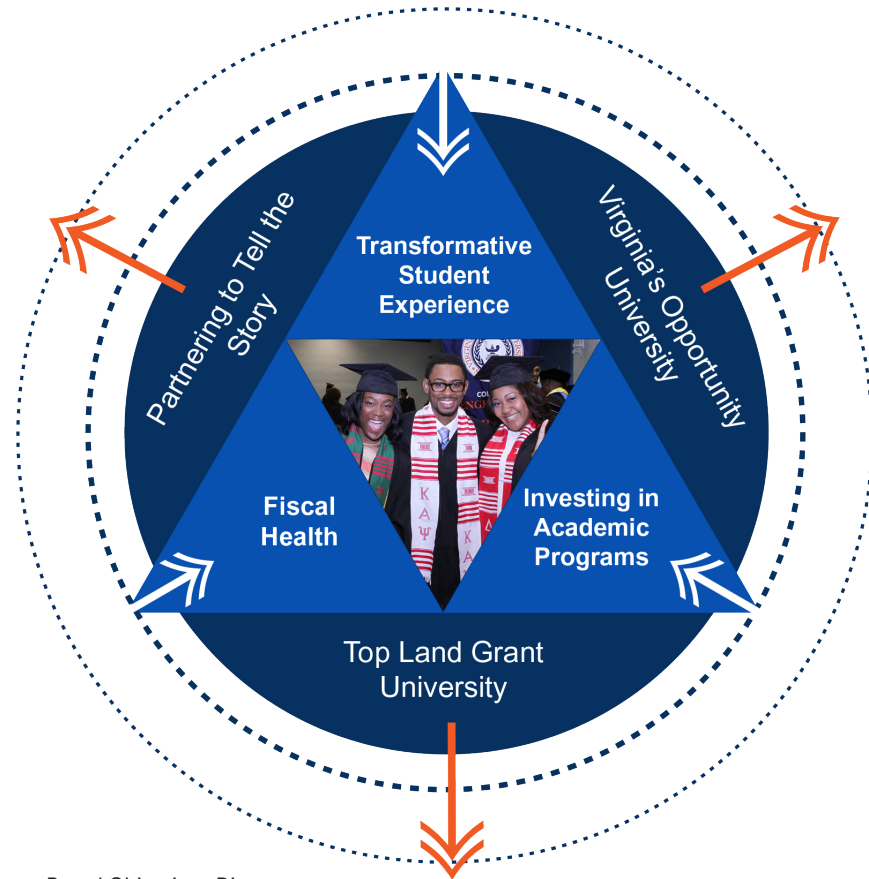 Transformative
Student
Experience
Partnering to Tell the
Story
Virginia's Opportunity
University
Fiscal
Health
Investing in
Academic
Programs
Top Land Grant
University
Κ
Α
Ψ
Κ